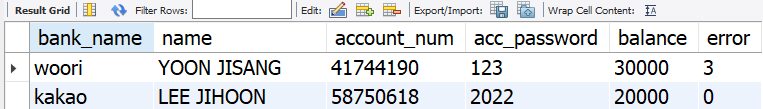 Result Grid Filter Rows: Edit: Export/Import: Wrap Cell Content:
bank_name name account_num acc_password balance error
woori YOON JISANG 41744190 123 30000 3
kakao LEE JIHOON 58750618 2022 20000 0